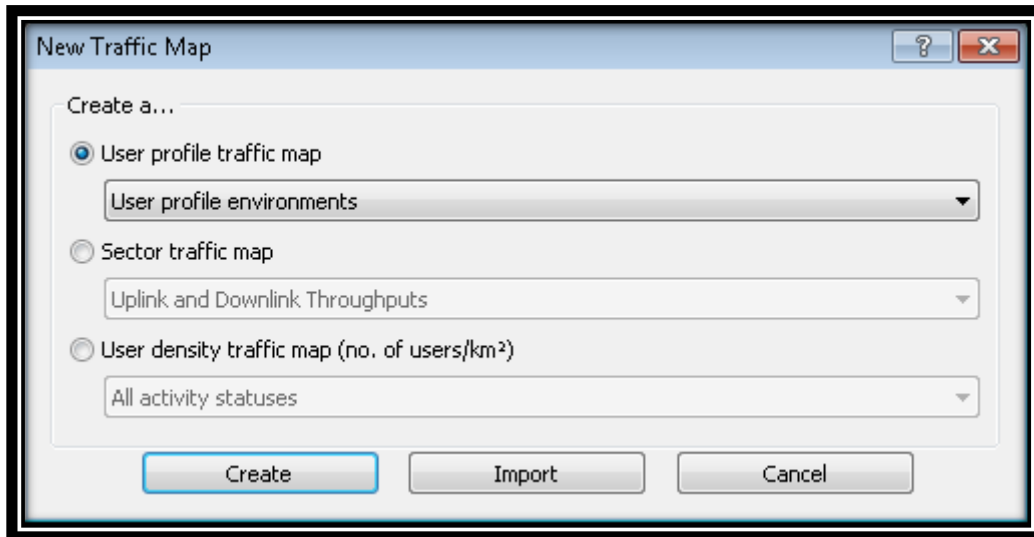 New Traffic Map
?
Create a...
User profile traffic map
User profile environments
Sector traffic map
Uplink and Downlink Throughputs
User density traffic map (no. of users/km²)
All activity statuses
Create Import Cancel